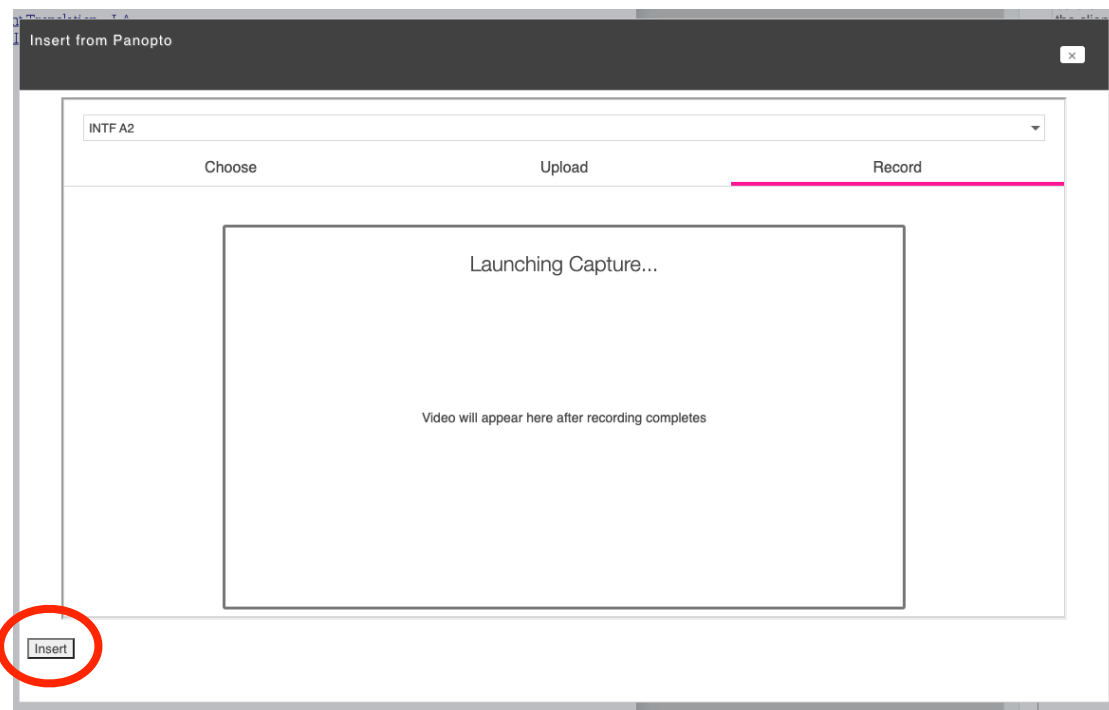 Insert from Panopto
×
INTF A2
Choose Upload Record
Launching Capture...
Video will appear here after recording completes
Insert